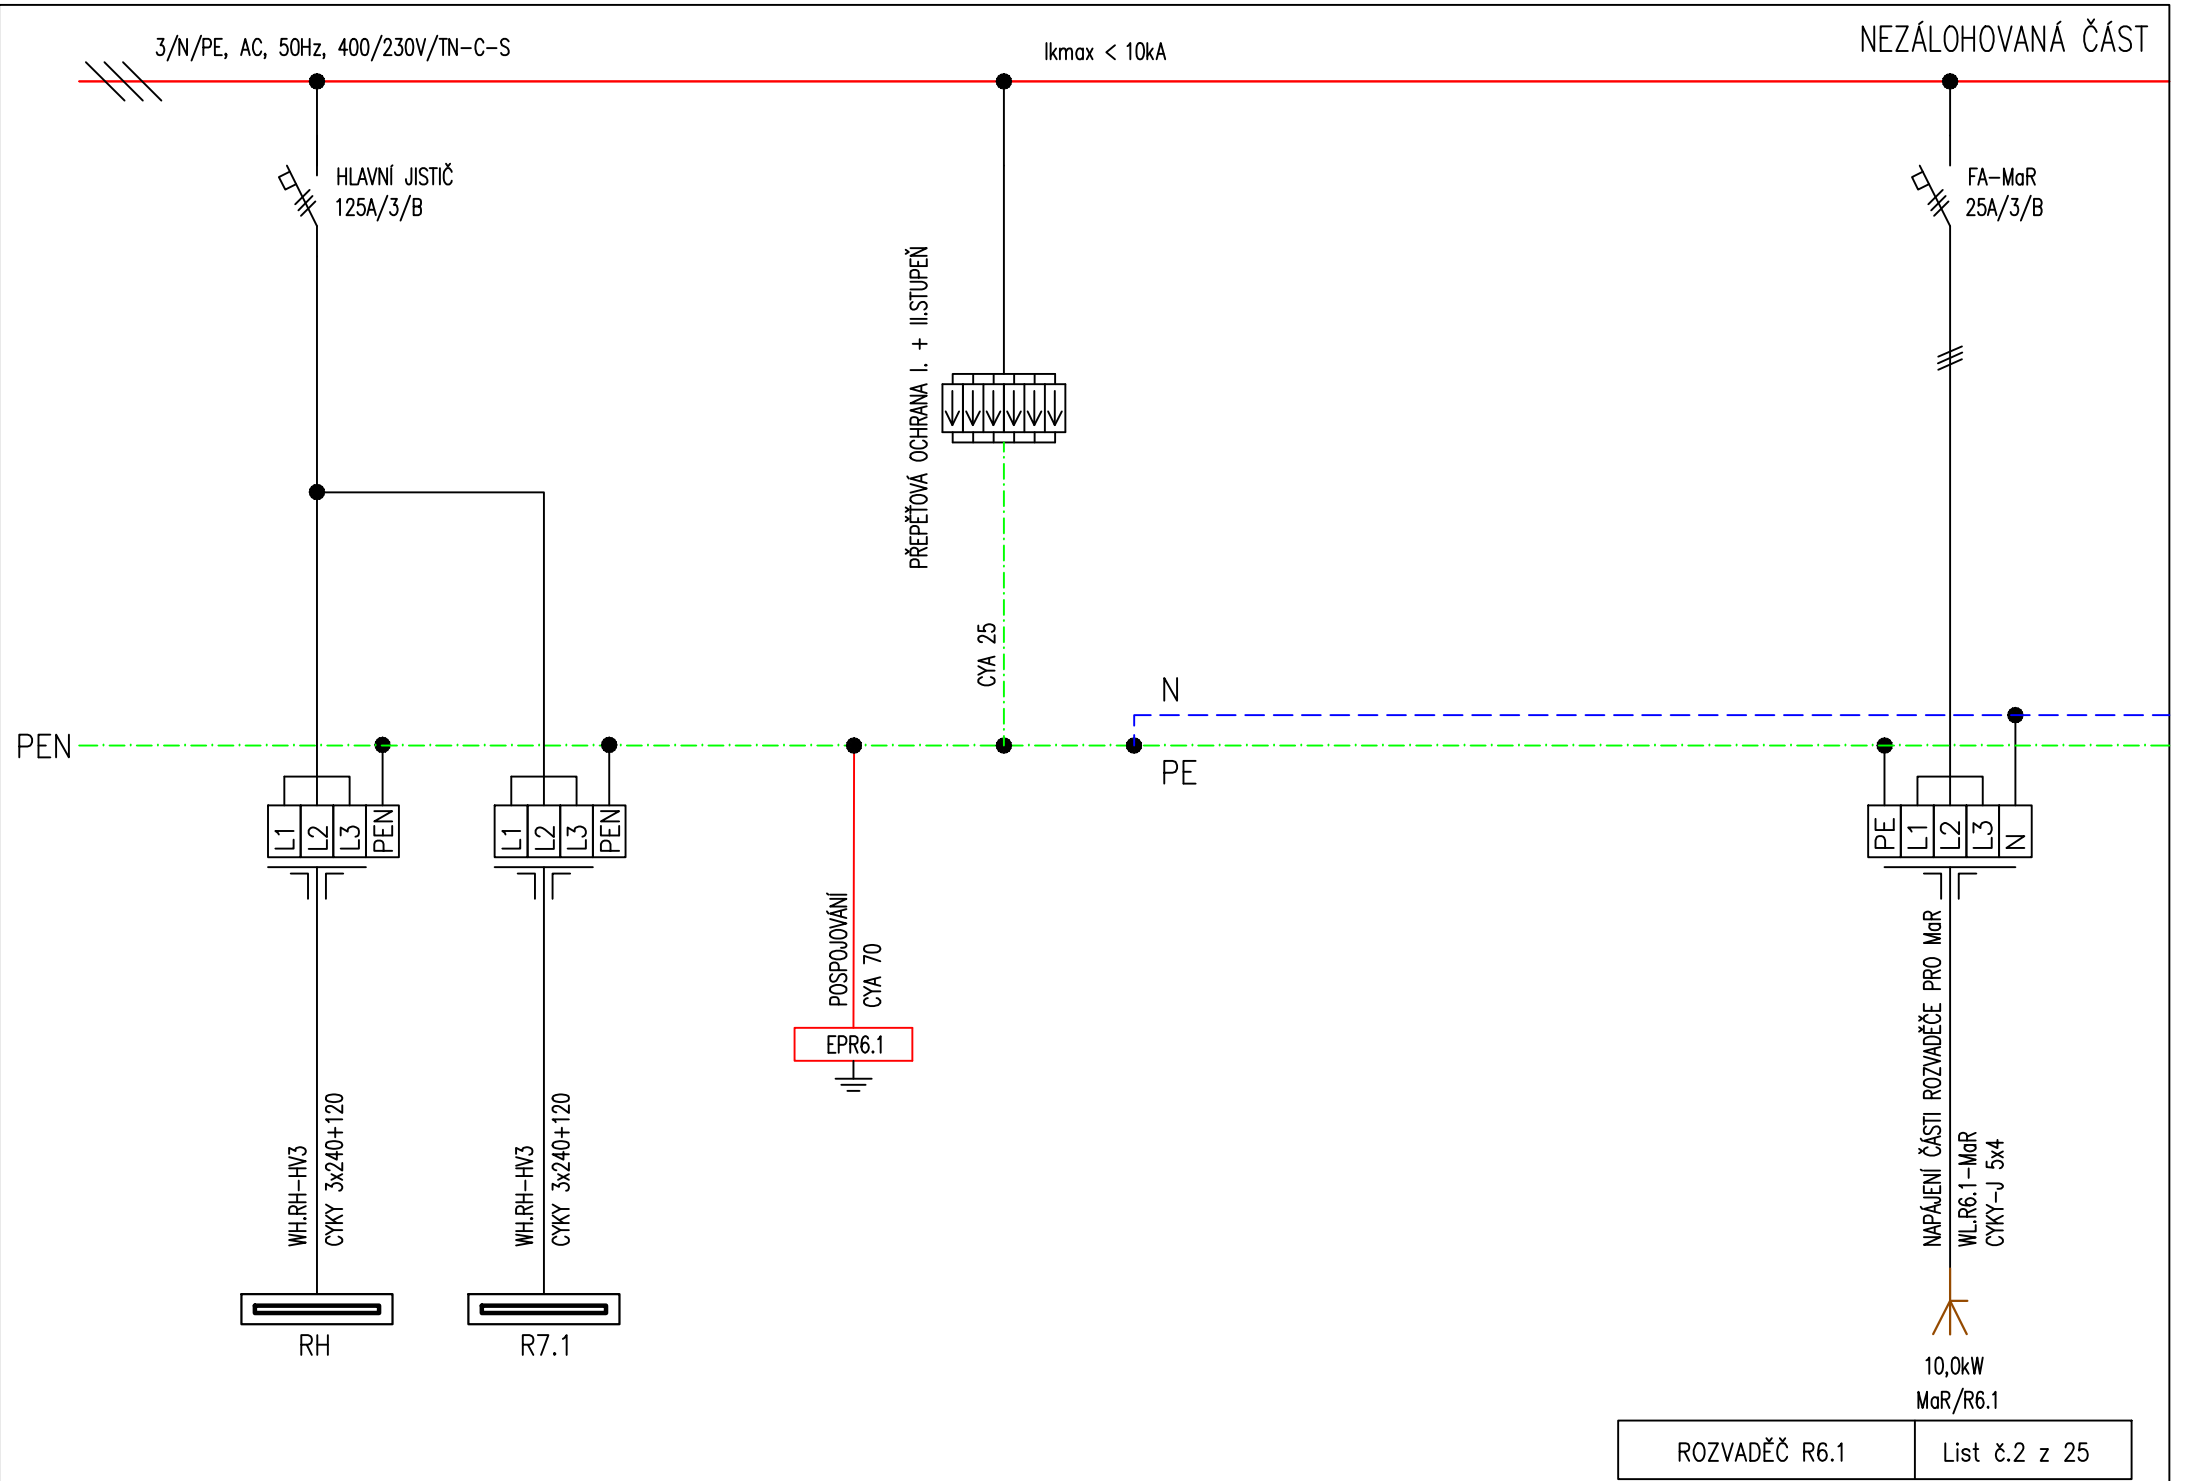 3/N/PE, AC, 50Hz, 400/230V/TN-C-S
Ikmax < 10kA
NEZÁLOHOVANÁ ČÁST
HLAVNÍ JISTIČ
125A/3/B
FA-MaR
25A/3/B
PŘEPĚŤOVÁ OCHRANA I. + II.STUPEŇ
CYA 25
N
PEN
PE
L1
L2
L3
PEN
L1
L2
L3
PEN
PE
L1
L2
L3
N
POSPOJOVÁNÍ
CYA 70
EPR6.1
WH.RH-HV3
CYKY 3x240+120
WH.RH-HV3
CYKY 3x240+120
NAPÁJENÍ ČÁSTI ROZVADĚČE PRO MaR
WL.R6.1-MaR
CYKY-J 5x4
RH
R7.1
10,0kW
MaR/R6.1
ROZVADĚČ R6.1
List č.2 z 25